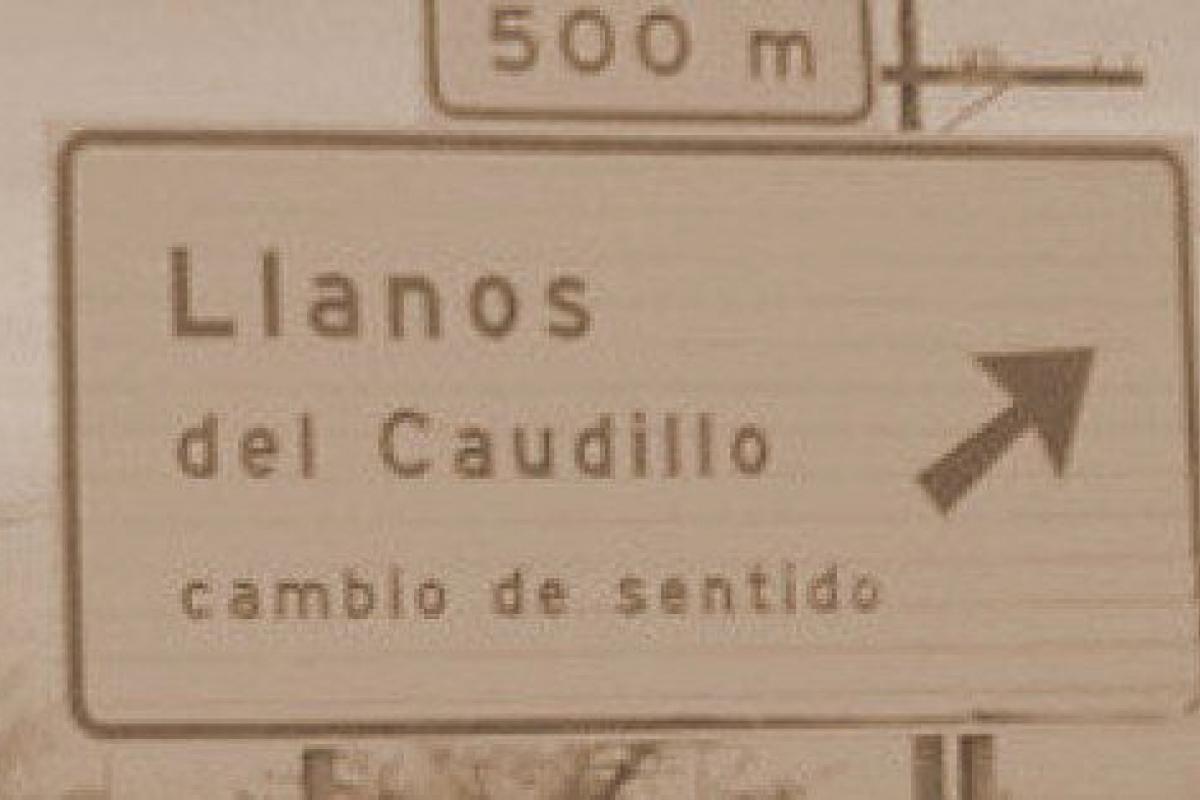 500 m
Llanos
del Caudillo
cambio de sentido